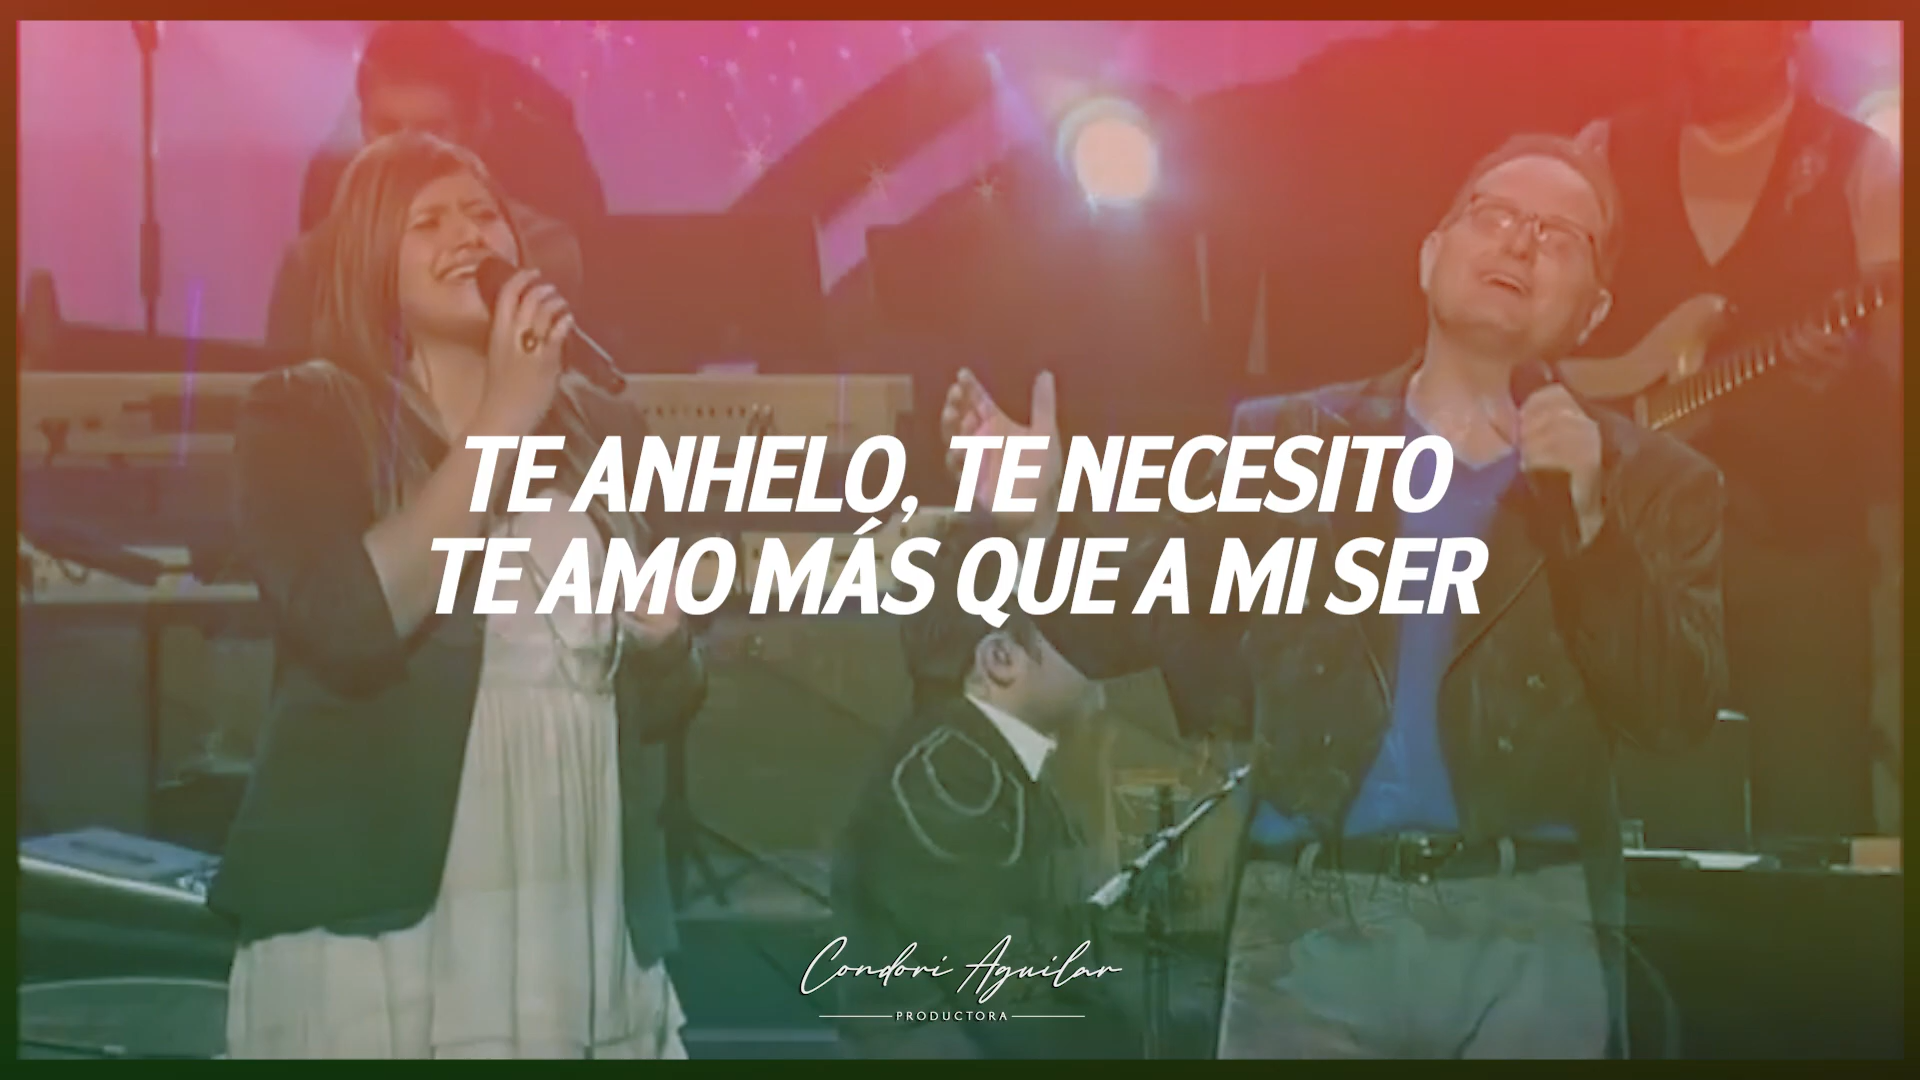 TE ANHELO, TE NECESITO
TE AMO MÁS QUE A MI SER
Condori Aguilar
PRODUCTORA